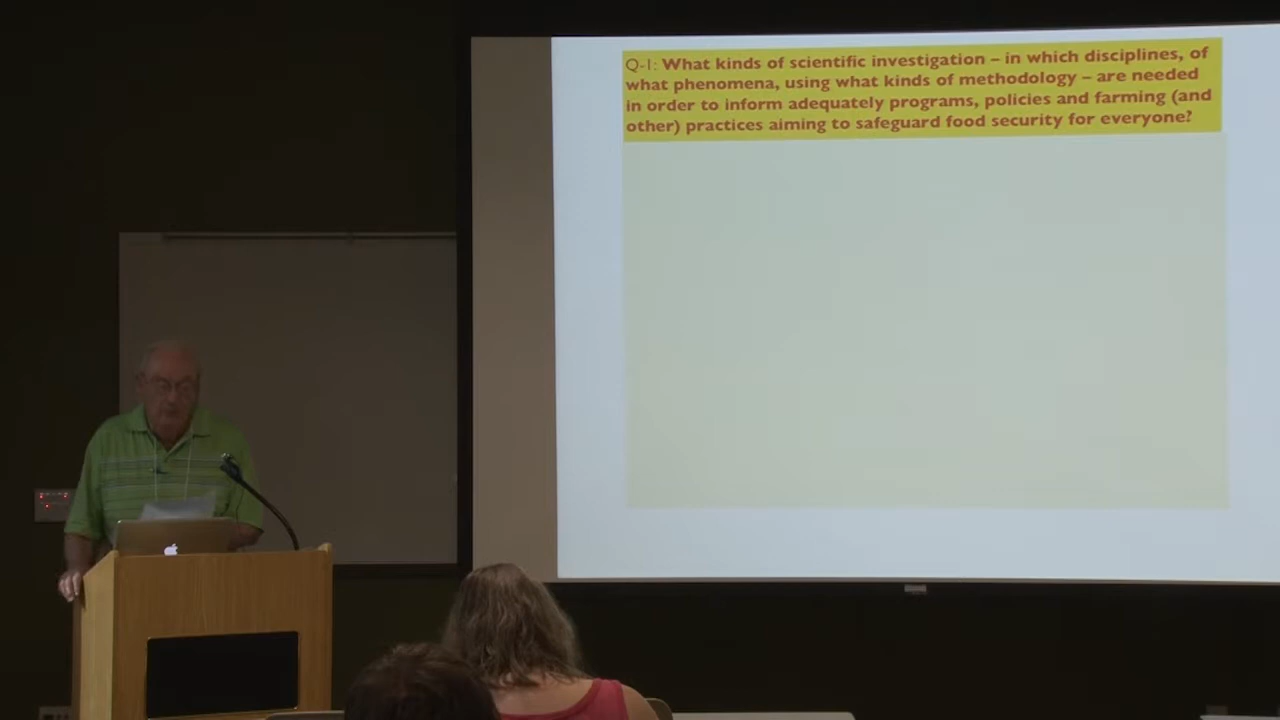 Q-1: What kinds of scientific investigation – in which disciplines, of
what phenomena, using what kinds of methodology – are needed
in order to inform adequately programs, policies and farming (and
other) practices aiming to safeguard food security for everyone?